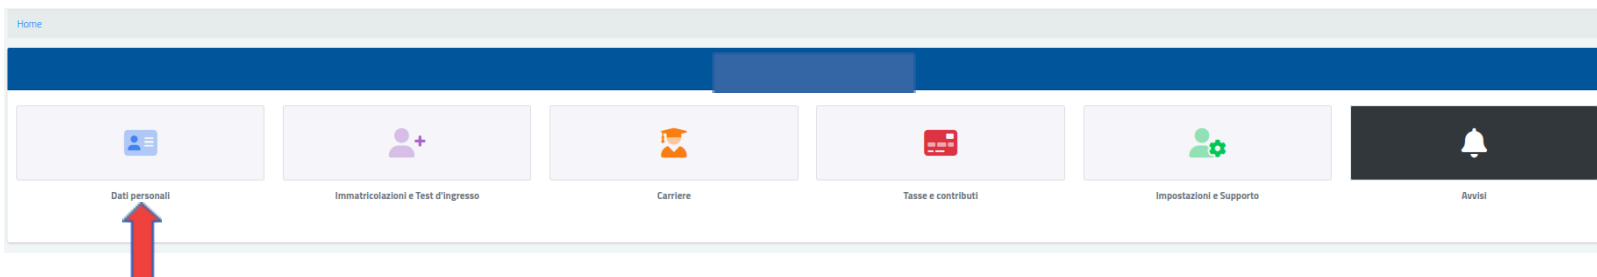 Home
Dati personali
Immatricolazioni e Test d'ingresso
Carriere
Tasse e contributi
Impostazioni e Supporto
Avvisi